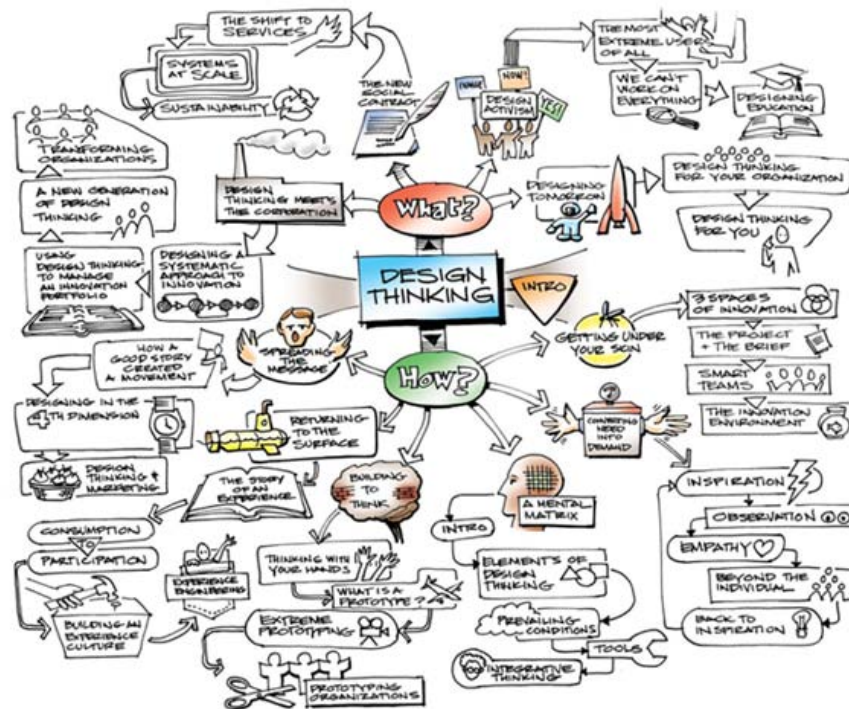 DESIGN
THINKING
INTRO
What?
THE NEW
SOCIAL
CONTRACT
THE SHIFT TO
SERVICES
SYSTEMS
AT SCALE
SUSTAINABILITY
NOW!
YES!
DESIGN
ACTIVISM
THE MOST
EXTREME USERS
OF ALL
WE CAN'T
WORK ON
EVERYTHING
DESIGNING
EDUCATION
DESIGNING
TOMORROW
DESIGN THINKING
FOR YOUR ORGANIZATION
DESIGN THINKING
FOR YOU
DESIGN
THINKING MEETS
THE CORPORATION
DESIGNING A
SYSTEMATIC
APPROACH TO
INNOVATION
USING
DESIGN THINKING
TO MANAGE
AN INNOVATION
PORTFOLIO
A NEW
GENERATION
OF DESIGN
THINKING
TRANSFORMING
ORGANIZATIONS
How?
GETTING UNDER
YOUR SKIN
3 SPACES
OF INNOVATION
THE PROJECT
+ THE BRIEF
SMART
TEAMS
THE INNOVATION
ENVIRONMENT
CONVERTING
NEED INTO
DEMAND
INSPIRATION
OBSERVATION
EMPATHY
BEYOND THE
INDIVIDUAL
BACK TO
INSPIRATION
A MENTAL
MATRIX
INTRO
ELEMENTS OF
DESIGN
THINKING
PREVAILING
CONDITIONS
TOOLS
INTEGRATIVE
THINKING
BUILDING
TO
THINK
THINKING WITH
YOUR HANDS
WHAT IS A
PROTOTYPE?
EXTREME
PROTOTYPING
PROTOTYPING
ORGANIZATIONS
RETURNING
TO THE
SURFACE
THE STORY
OF AN
EXPERIENCE
CONSUMPTION
TO
PARTICIPATION
BUILDING AN
EXPERIENCE
CULTURE
EXPERIENCE
ENGINEERING
SPREADING
THE
MESSAGE
HOW A
GOOD STORY
CREATED
A MOVEMENT
DESIGNING IN THE
4TH DIMENSION
DESIGN
THINKING +
MARKETING